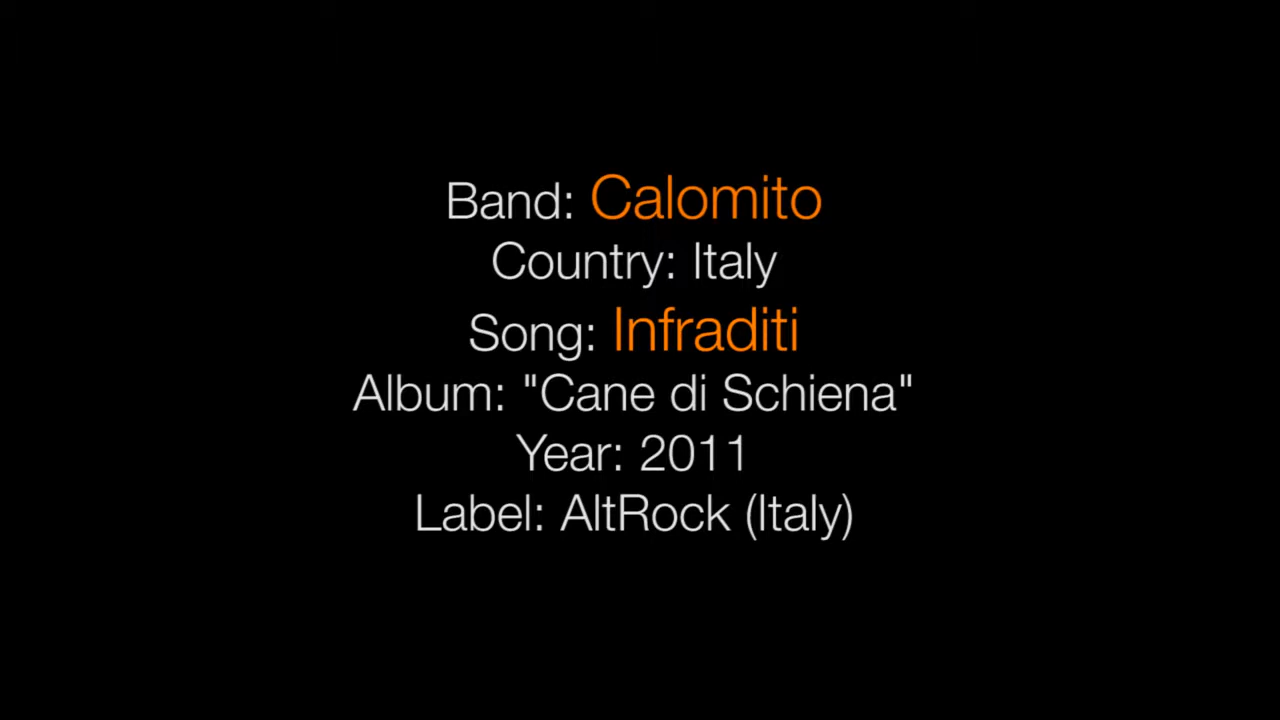 Band: Calomito
Country: Italy
Song: Infraditi
Album: "Cane di Schiena"
Year: 2011
Label: AltRock (Italy)